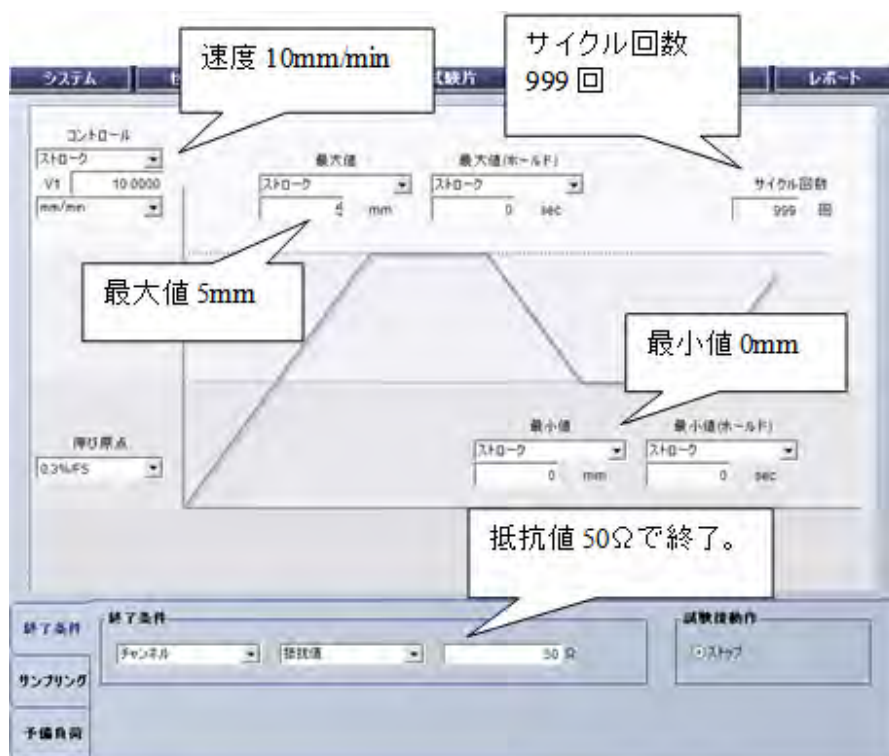 速度 10mm/min
サイクル回数
999 回
システム
試験片
レポート
コントロール
ストローク
V1 10.0000
mm/min
最大値
ストローク
5 mm
最大値(ホールド)
ストローク
0 sec
サイクル回数
999 回
最大値 5mm
最小値 0mm
伸び原点
0.3%/FS
最小値
ストローク
0 mm
最小値(ホールド)
ストローク
0 sec
抵抗値 50Ωで終了。
終了条件
サンプリング
予備負荷
終了条件
チャンネル
抵抗値
50 Ω
試験後動作
ストップ